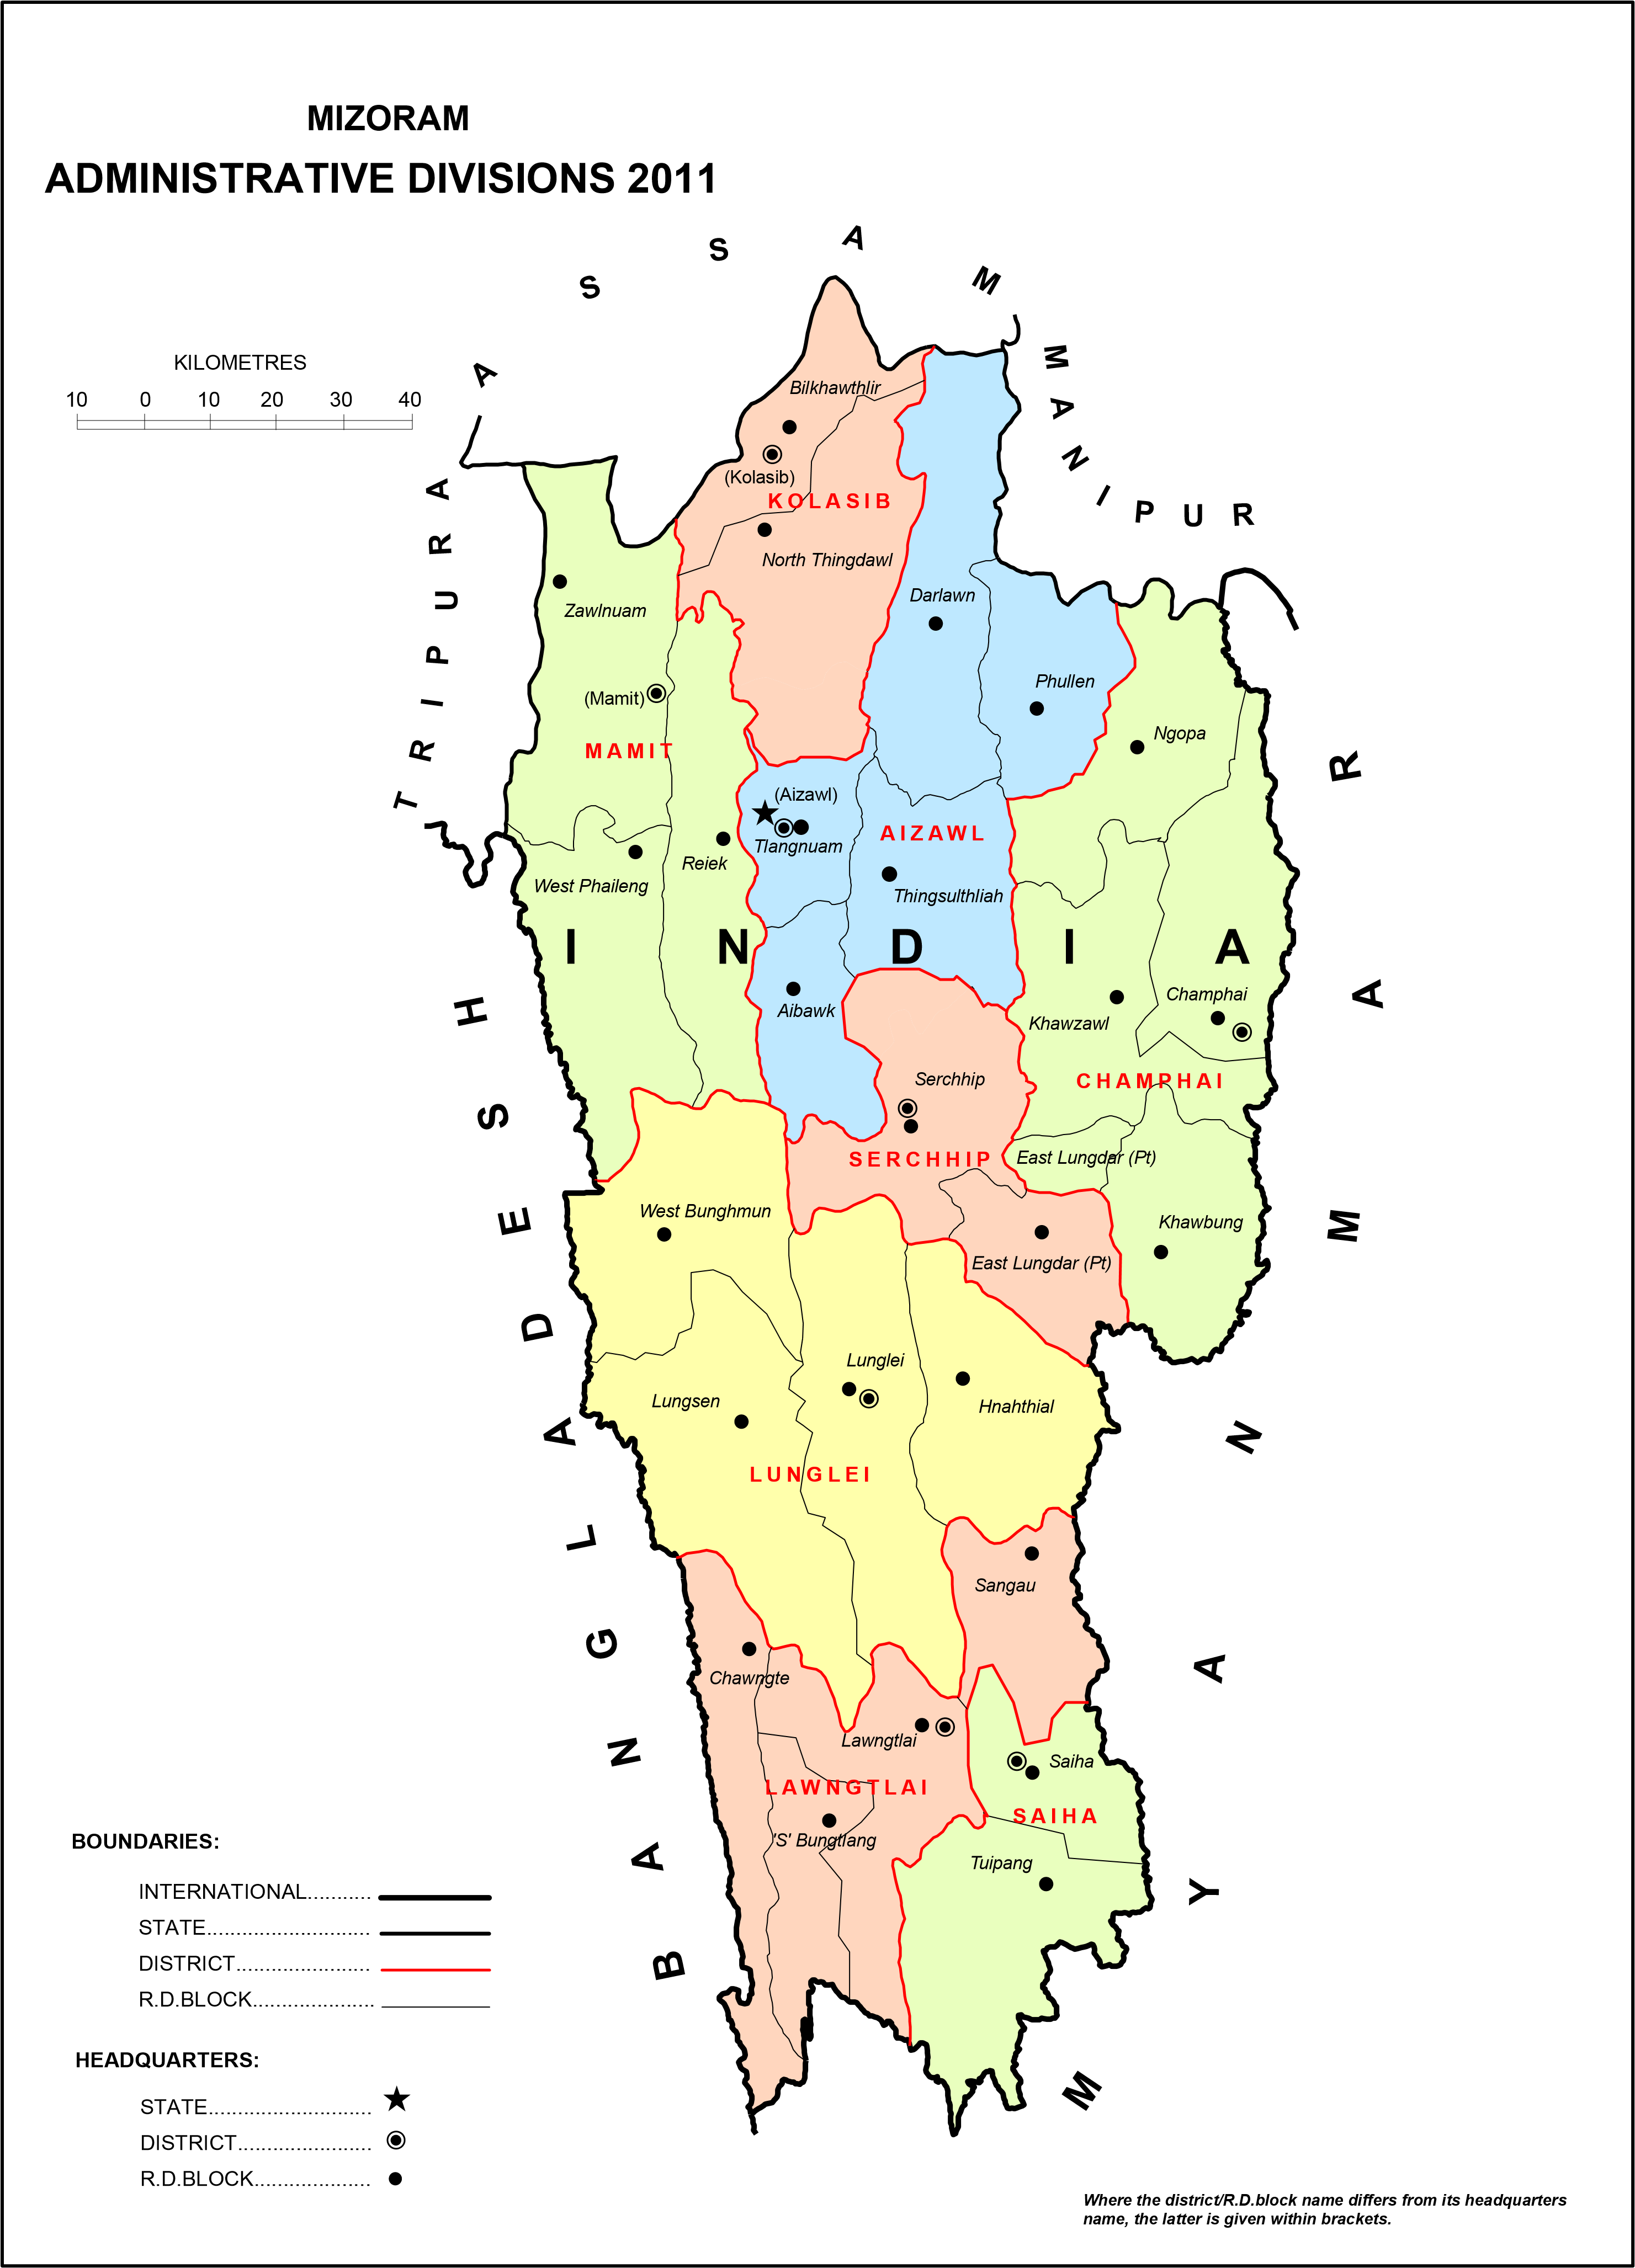 MIZORAM
ADMINISTRATIVE DIVISIONS 2011
ASSAM
MANIPUR
TRIPURA
KILOMETRES
10 0 10 20 30 40
Bilkhawthlir
(Kolasib)
KOLASIB
North Thingdawl
Zawlnuam
Darlawn
(Mamit)
Phullen
MAMIT
Ngopa
(Aizawl)
AIZAWL
Tlangnuam
Reiek
West Phaileng
Thingsulthliah
INDIA
Champhai
Aibawk
Khawzawl
Serchhip
CHAMPHAI
SERCHHIP
East Lungdar (Pt)
West Bunghmun
Khawbung
East Lungdar (Pt)
Lunglei
Lungsen
Hnahthial
LUNGLEI
Sangau
Chawngte
Lawngtlai
Saiha
LAWNGTLAI
SAIHA
'S' Bungtlang
Tuipang
BANGLADESH
MYANMAR
BOUNDARIES:
INTERNATIONAL...........
STATE............................
DISTRICT.......................
R.D.BLOCK.....................
HEADQUARTERS:
STATE............................
DISTRICT.......................
R.D.BLOCK....................
Where the district/R.D.block name differs from its headquarters
name, the latter is given within brackets.